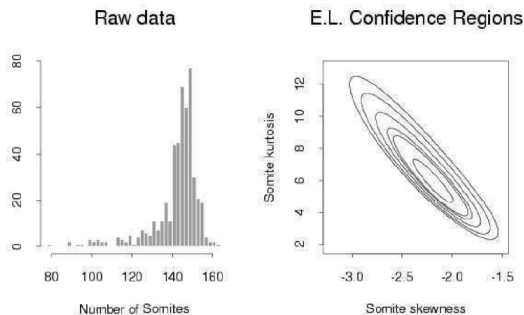 Raw data
80
60
40
20
0
80 100 120 140 160
Number of Somites
E.L. Confidence Regions
Somite kurtosis
12
10
8
6
4
2
-3.0 -2.5 -2.0 -1.5
Somite skewness